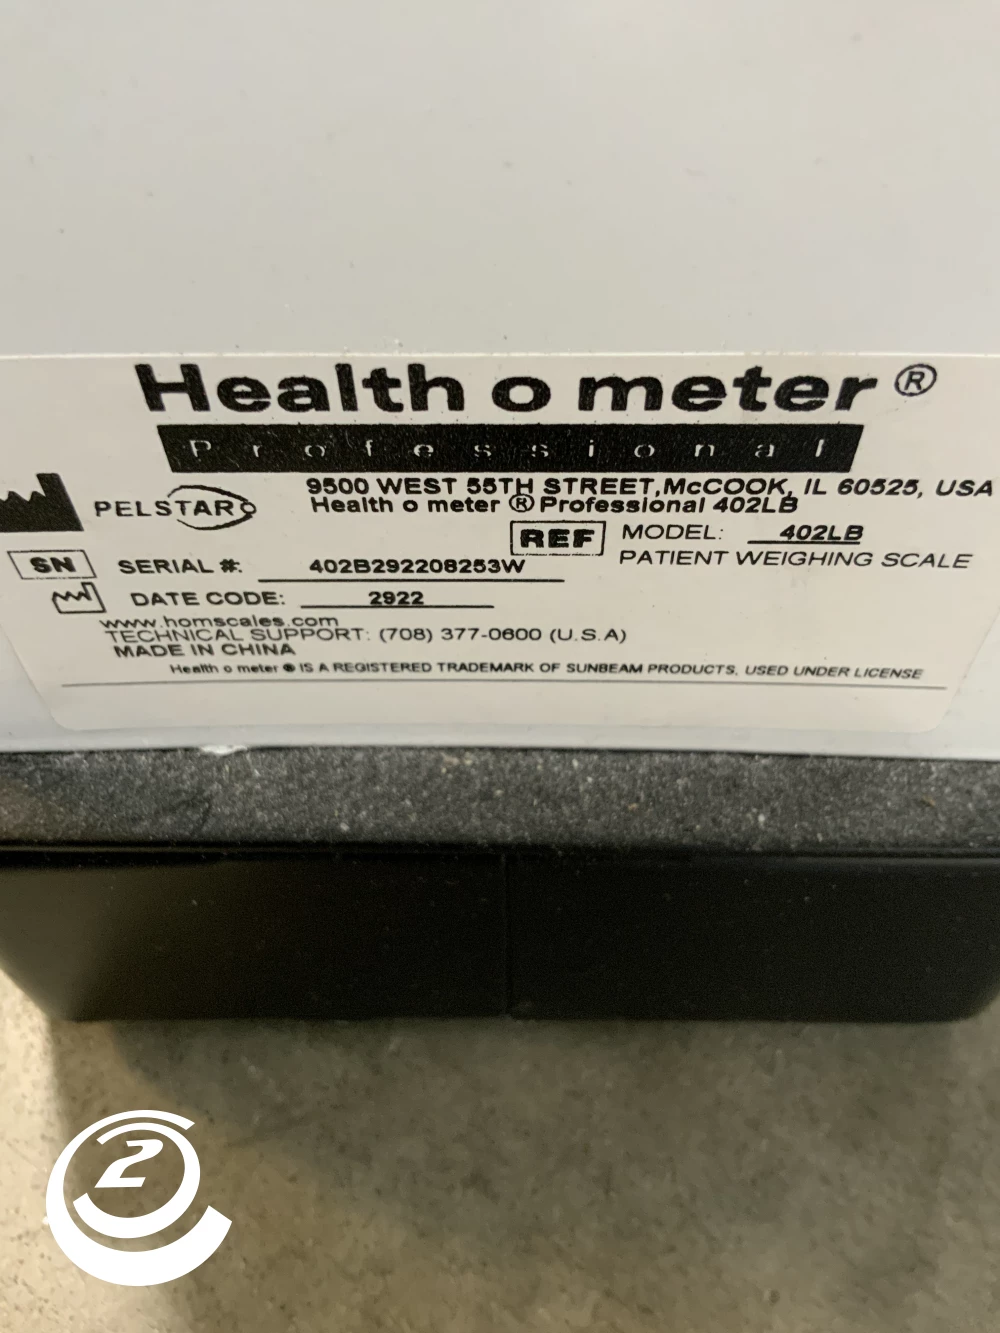 Health o meter ®
Professional
PELSTAR
9500 WEST 55TH STREET, McCOOK, IL 60525, USA
Health o meter ® Professional 402LB
REF MODEL: 402LB
PATIENT WEIGHING SCALE
SN SERIAL #: 402B292208253W
DATE CODE: 2922
www.homscales.com
TECHNICAL SUPPORT: (708) 377-0600 (U.S.A)
MADE IN CHINA
Health o meter ® IS A REGISTERED TRADEMARK OF SUNBEAM PRODUCTS, USED UNDER LICENSE
2